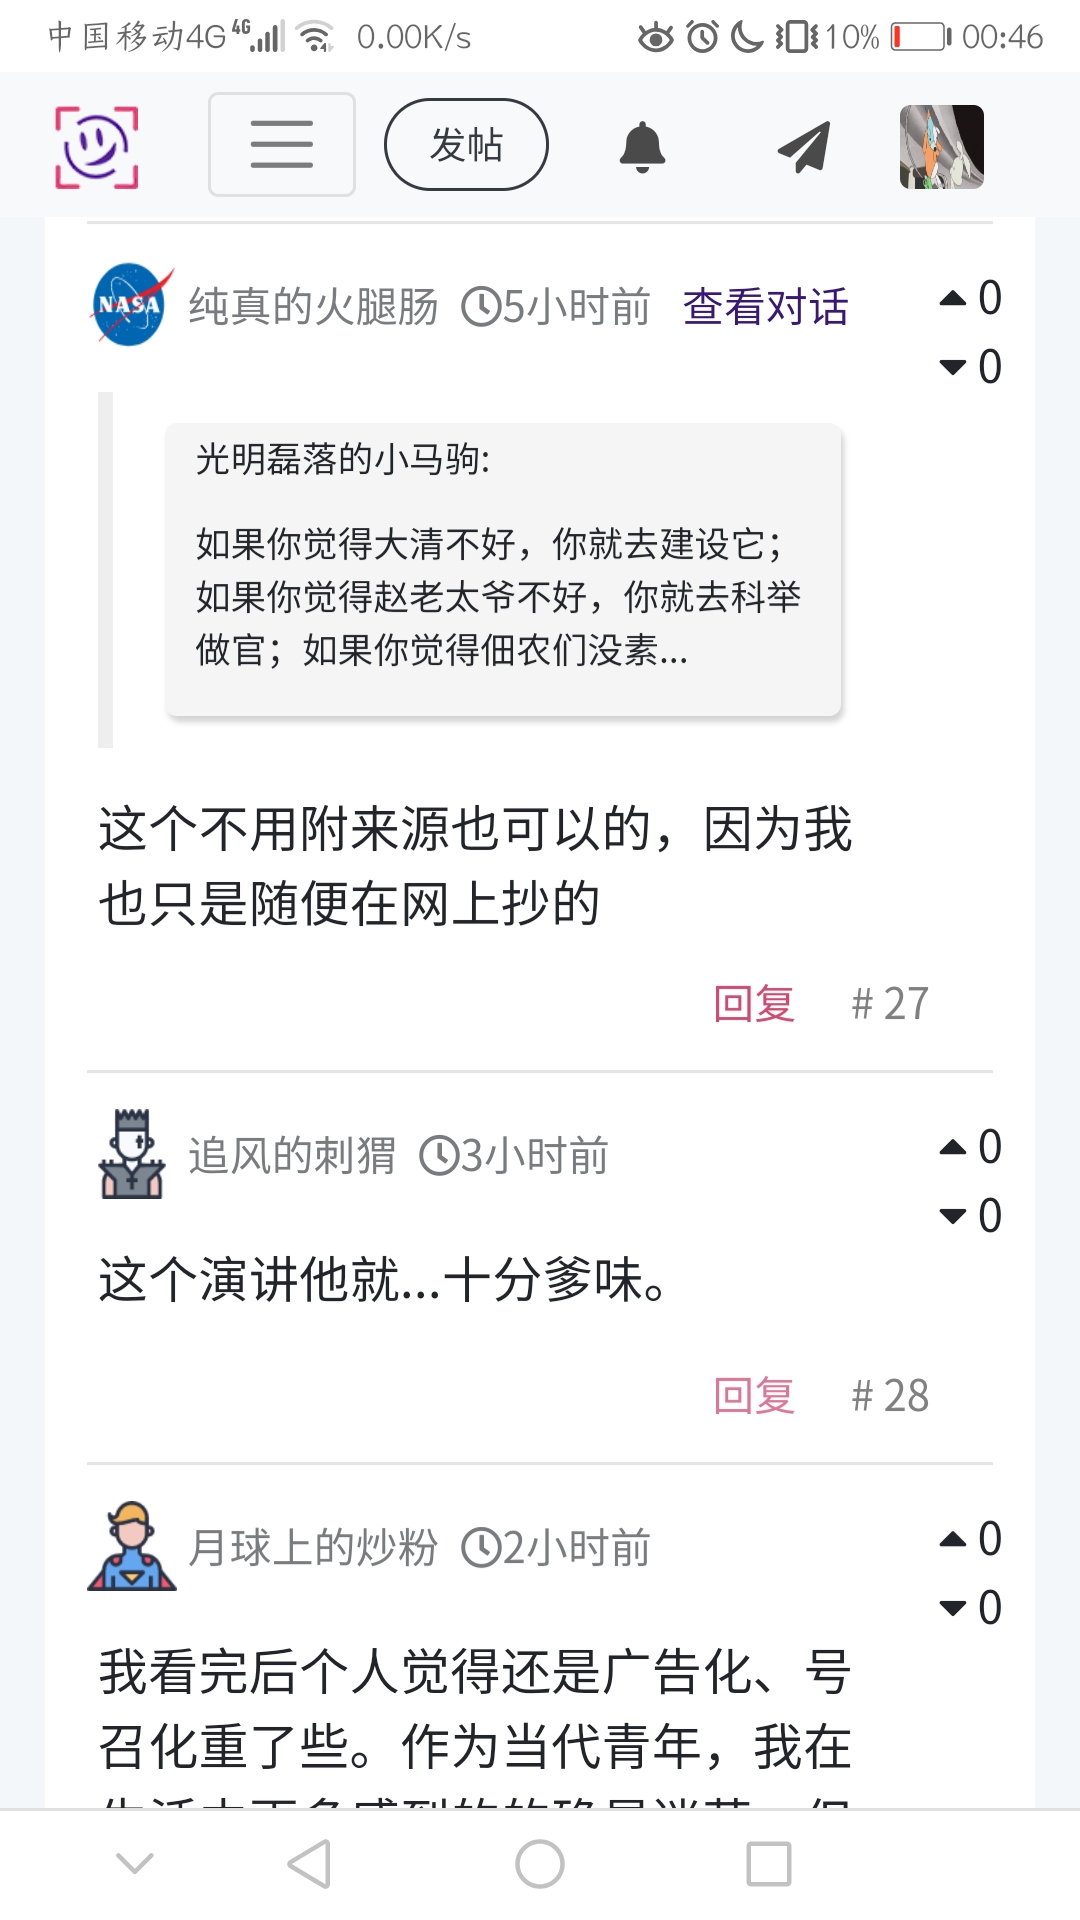 中国移动4G 4G 0.00K/s 10% 00:46
发帖
NASA 纯真的火腿肠 5小时前 查看对话 0
0
光明磊落的小马驹:
如果你觉得大清不好，你就去建设它；
如果你觉得赵老太爷不好，你就去科举
做官；如果你觉得佃农们没素...
这个不用附来源也可以的，因为我
也只是随便在网上抄的
回复 # 27
追风的刺猬 3小时前 0
0
这个演讲他就...十分爹味。
回复 # 28
月球上的炒粉 2小时前 0
0
我看完后个人觉得还是广告化、号
召化重了些。作为当代青年，我在